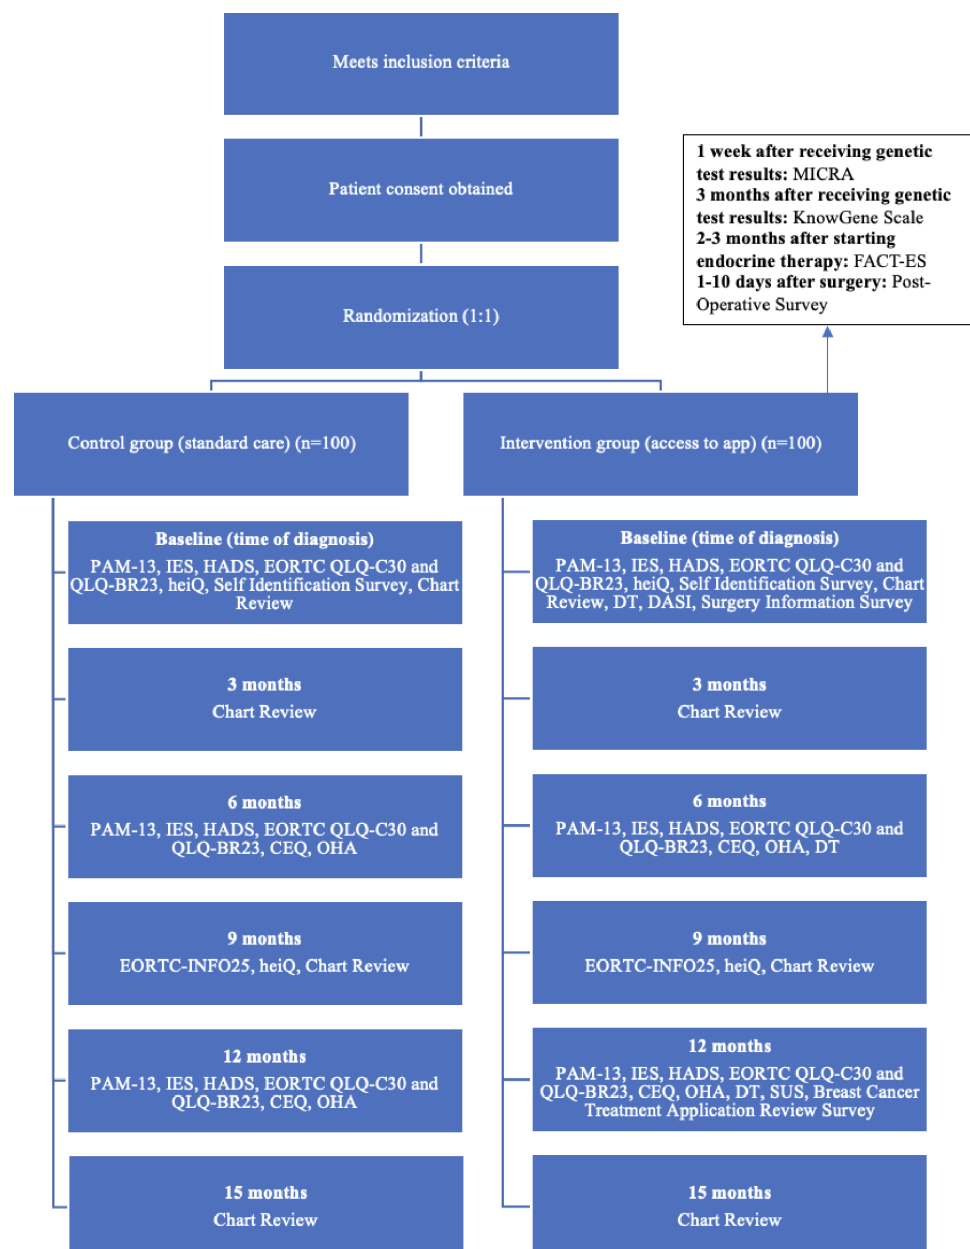 Meets inclusion criteria
Patient consent obtained
Randomization (1:1)
1 week after receiving genetic
test results: MICRA
3 months after receiving genetic
test results: KnowGene Scale
2-3 months after starting
endocrine therapy: FACT-ES
1-10 days after surgery: Post-
Operative Survey
Control group (standard care) (n=100)
Baseline (time of diagnosis)
PAM-13, IES, HADS, EORTC QLQ-C30 and
QLQ-BR23, heiQ, Self Identification Survey, Chart
Review
3 months
Chart Review
6 months
PAM-13, IES, HADS, EORTC QLQ-C30 and
QLQ-BR23, CEQ, OHA
9 months
EORTC-INFO25, heiQ, Chart Review
12 months
PAM-13, IES, HADS, EORTC QLQ-C30 and
QLQ-BR23, CEQ, OHA
15 months
Chart Review
Intervention group (access to app) (n=100)
Baseline (time of diagnosis)
PAM-13, IES, HADS, EORTC QLQ-C30 and
QLQ-BR23, heiQ, Self Identification Survey, Chart
Review, DT, DASI, Surgery Information Survey
3 months
Chart Review
6 months
PAM-13, IES, HADS, EORTC QLQ-C30 and
QLQ-BR23, CEQ, OHA, DT
9 months
EORTC-INFO25, heiQ, Chart Review
12 months
PAM-13, IES, HADS, EORTC QLQ-C30 and
QLQ-BR23, CEQ, OHA, DT, SUS, Breast Cancer
Treatment Application Review Survey
15 months
Chart Review